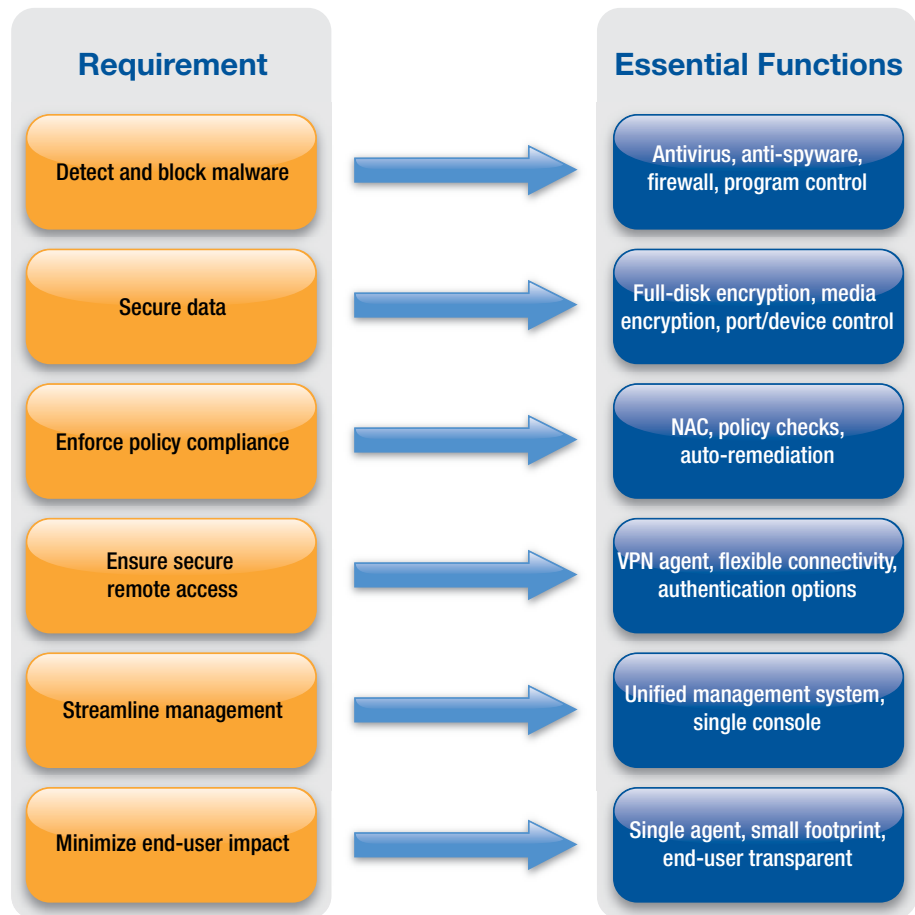 Requirement
Essential Functions
Detect and block malware
Antivirus, anti-spyware,
firewall, program control
Secure data
Full-disk encryption, media
encryption, port/device control
Enforce policy compliance
NAC, policy checks,
auto-remediation
Ensure secure
remote access
VPN agent, flexible connectivity,
authentication options
Streamline management
Unified management system,
single console
Minimize end-user impact
Single agent, small footprint,
end-user transparent